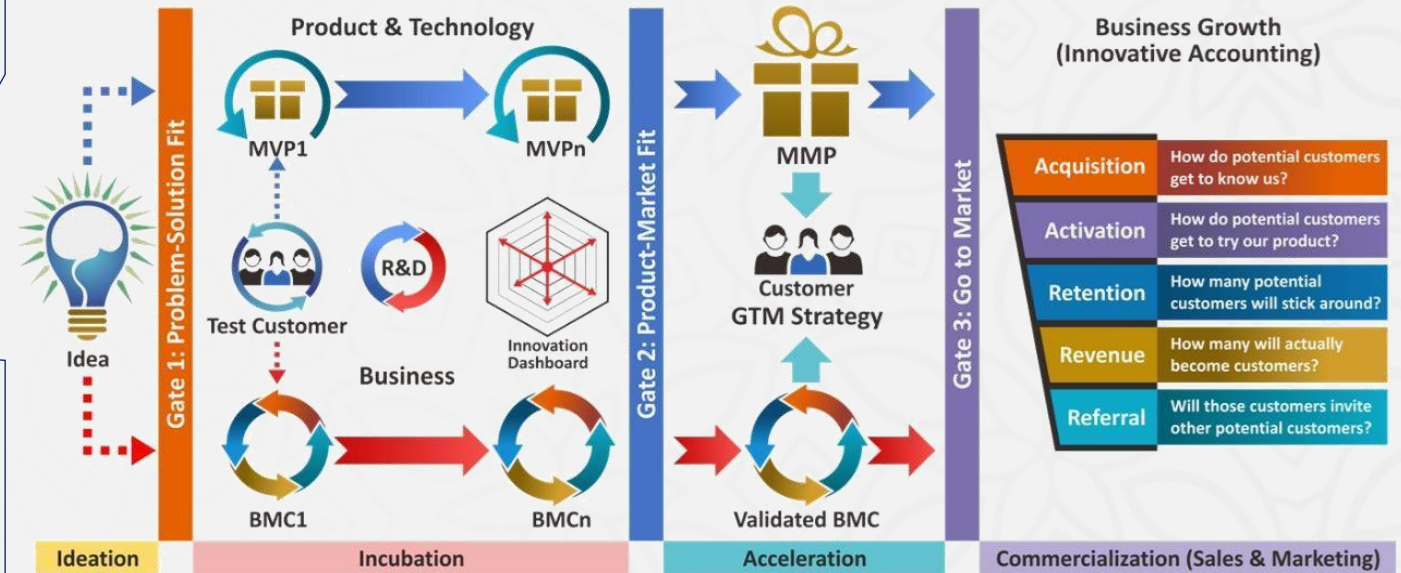 Product & Technology
Business Growth
(Innovative Accounting)
Idea
Gate 1: Problem-Solution Fit
MVP1
MVPn
Test Customer
R&D
Innovation
Dashboard
Business
BMC1
BMCn
Gate 2: Product-Market Fit
MMP
Customer
GTM Strategy
Validated BMC
Gate 3: Go to Market
Acquisition
How do potential customers
get to know us?
Activation
How do potential customers
get to try our product?
Retention
How many potential
customers will stick around?
Revenue
How many will actually
become customers?
Referral
Will those customers invite
other potential customers?
Ideation
Incubation
Acceleration
Commercialization (Sales & Marketing)